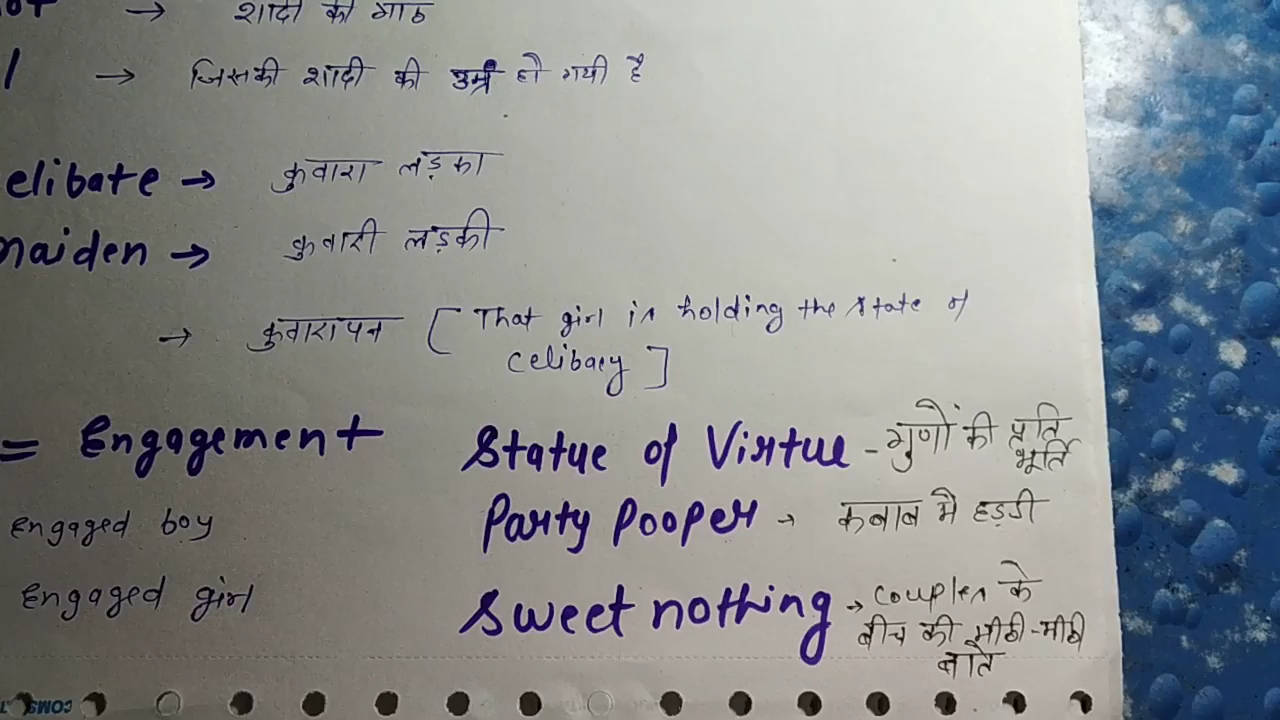 → शादी की गाठ
→ जिसकी शादी की उम्र हो गयी है
elibate → कुवारा लड़का
maiden → कुवारी लड़की
→ कुवारापन [That girl is holding the state of
celibacy]
= Engagement
Engaged boy
Engaged girl
Statue of Virtue - गुणों की प्रति
मूर्ति
Party Pooper → कबाब मे हड्डी
Sweet nothing → couples के
बीच की मीठी-मीठी
बाते